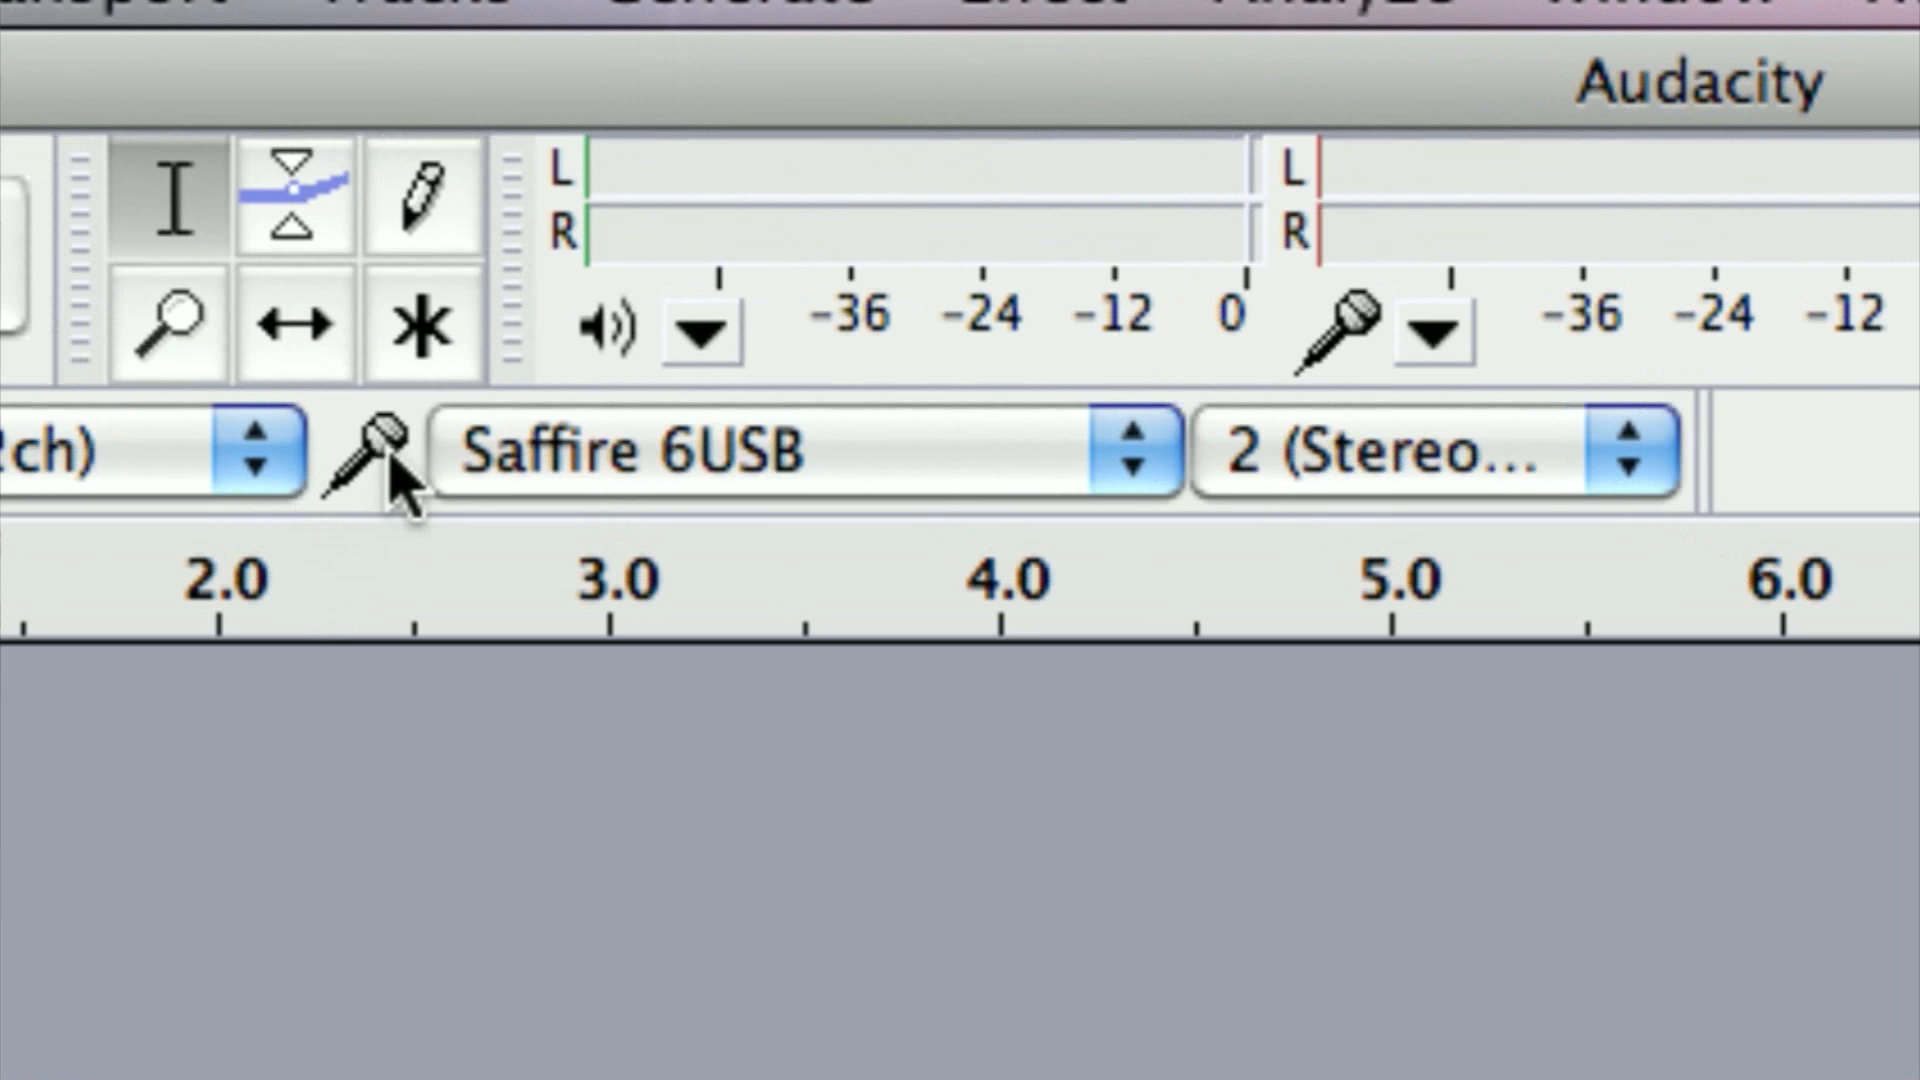 Audacity
L L
R R
-36 -24 -12 0 -36 -24 -12
ch) Saffire 6USB 2 (Stereo...
2.0 3.0 4.0 5.0 6.0